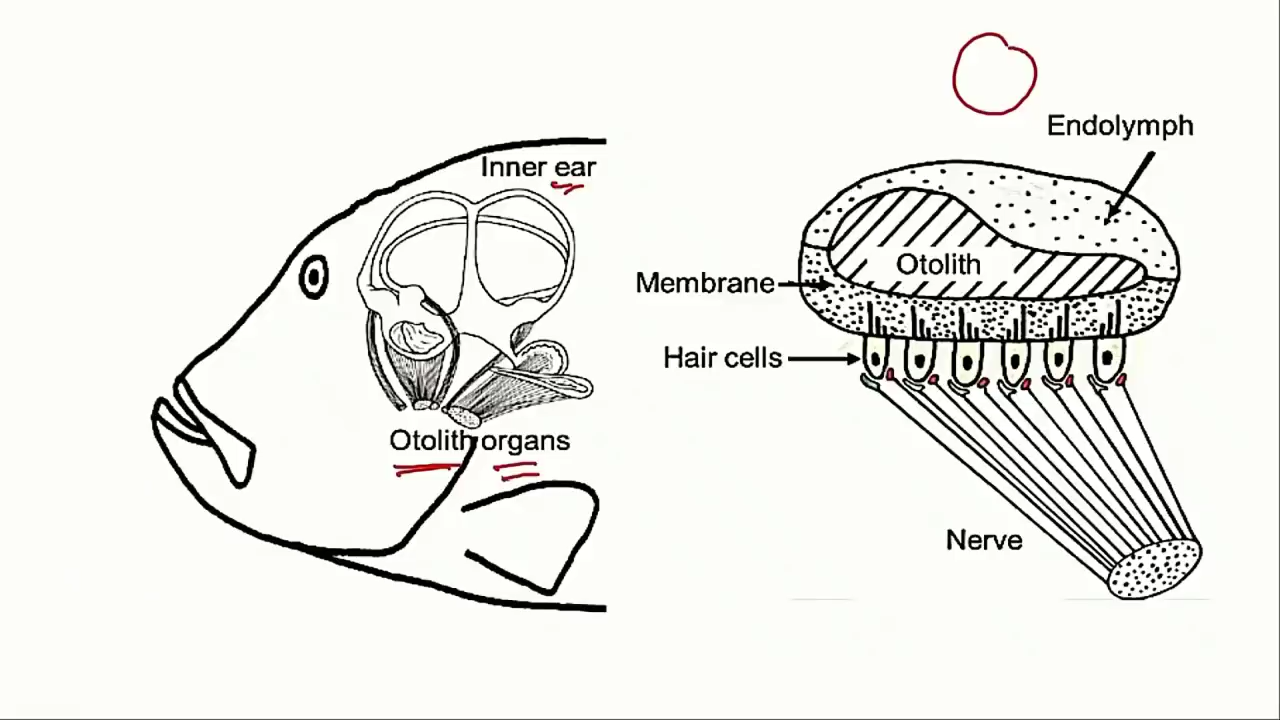 Inner ear
Otolith organs
Endolymph
Otolith
Membrane
Hair cells
Nerve